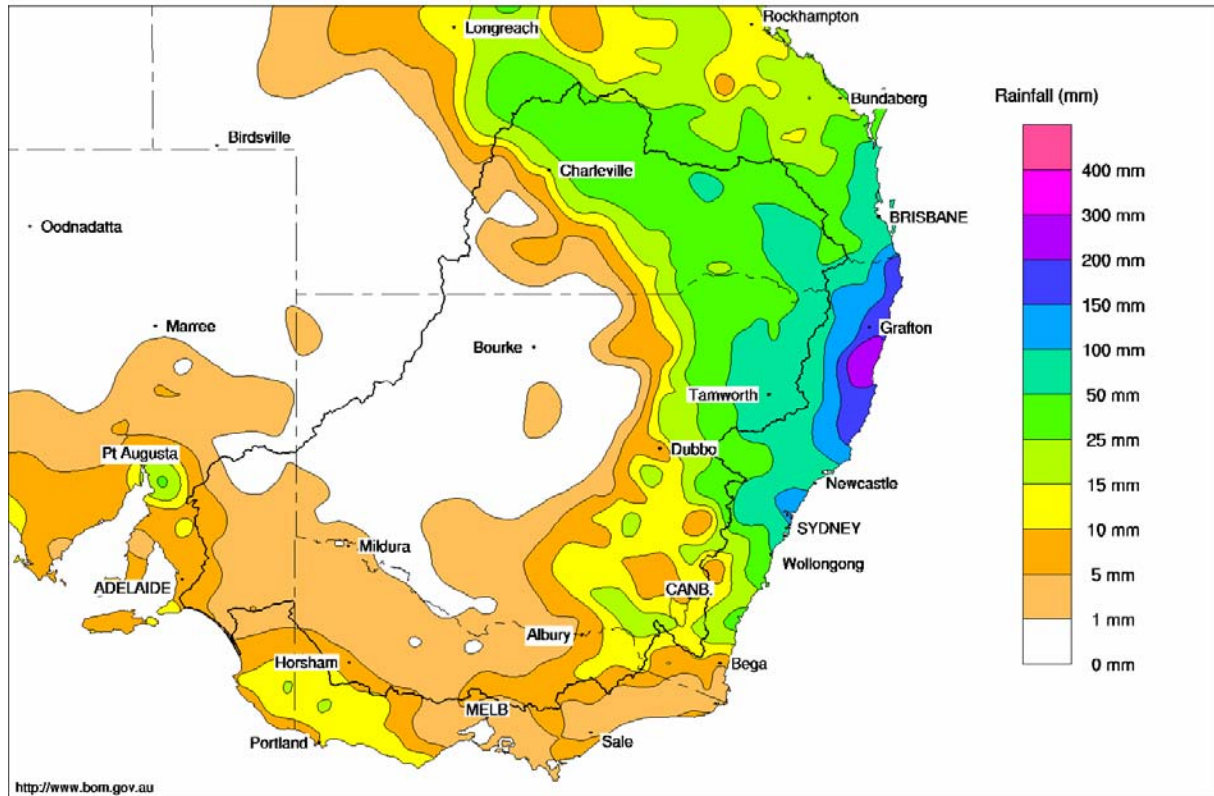 Longreach
Rockhampton
Bundaberg
Birdsville
Charleville
Oodnadatta
BRISBANE
Marree
Bourke
Grafton
Tamworth
Pt Augusta
Dubbo
Newcastle
SYDNEY
Mildura
Wollongong
ADELAIDE
CANB.
Albury
Horsham
Bega
MELB
Portland
Sale
http://www.bom.gov.au
Rainfall (mm)
400 mm
300 mm
200 mm
150 mm
100 mm
50 mm
25 mm
15 mm
10 mm
5 mm
1 mm
0 mm